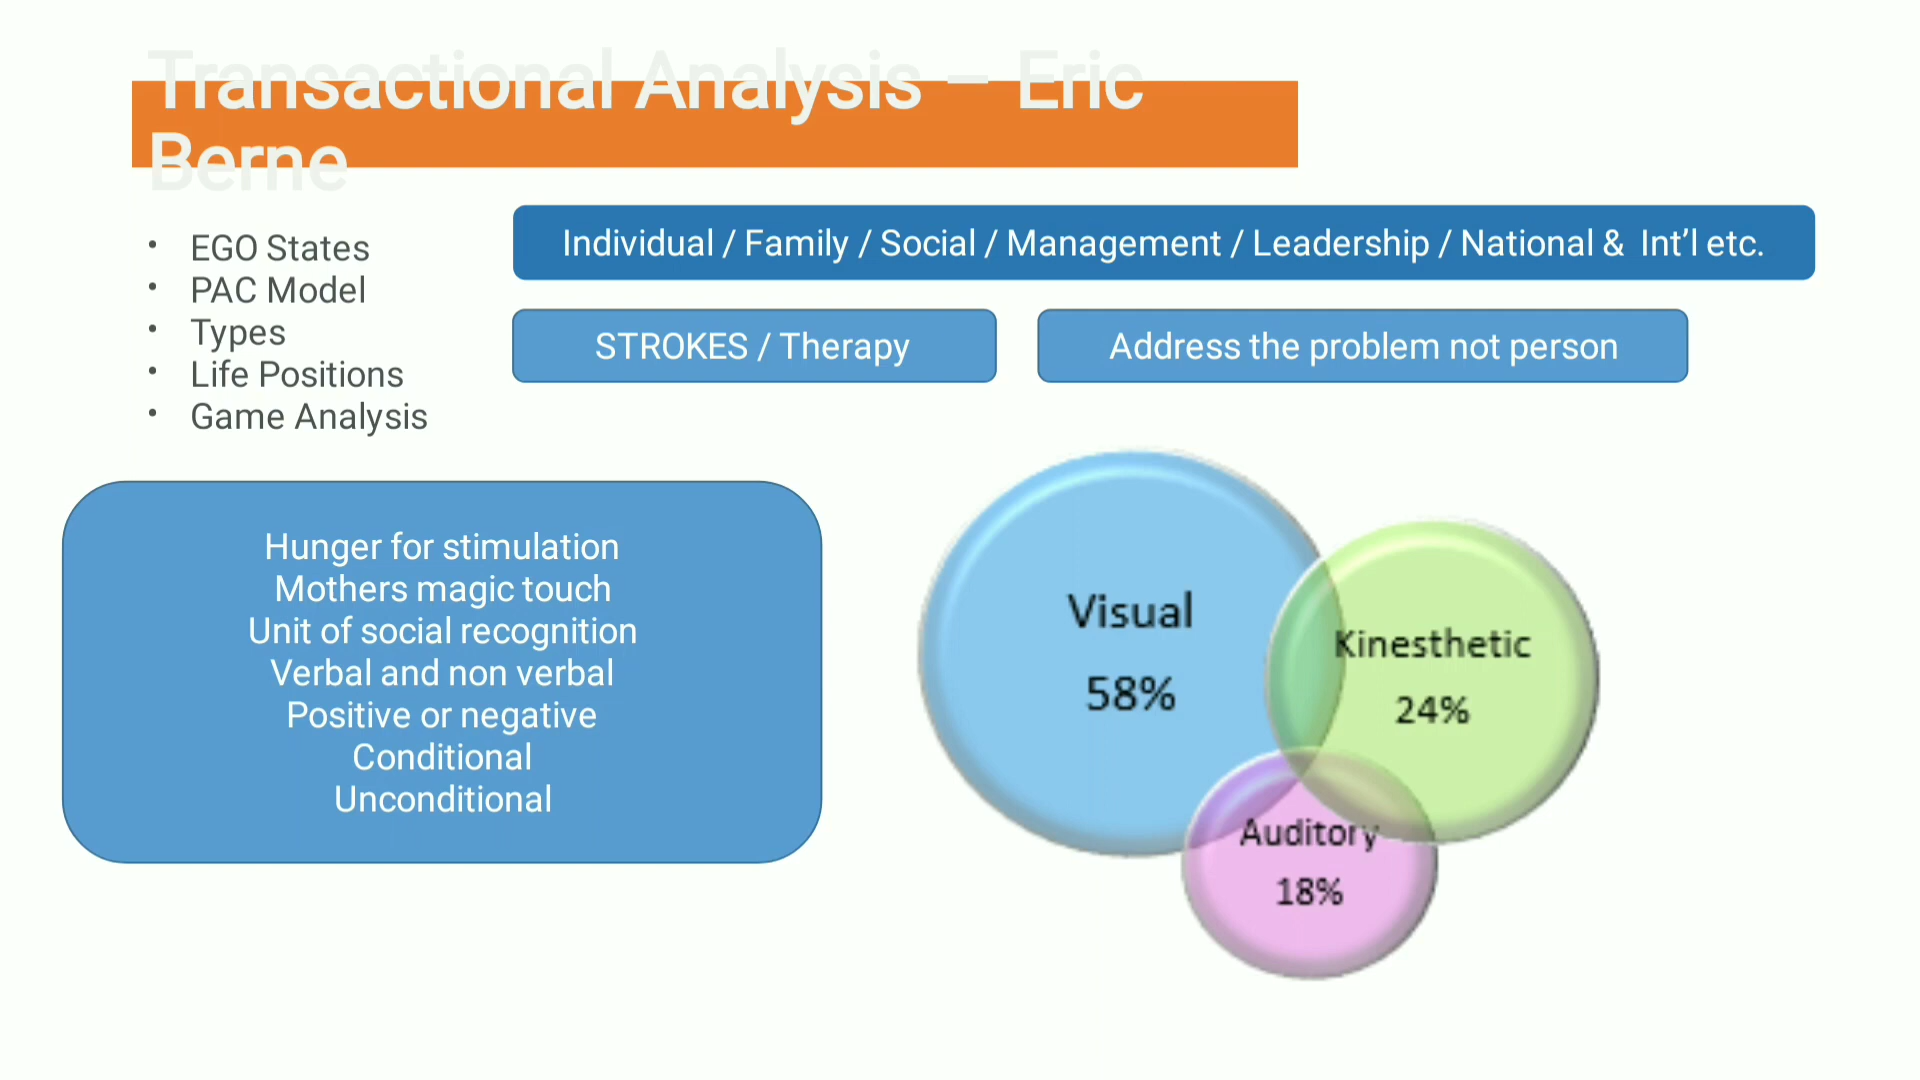 Transactional Analysis – Eric
Berne
• EGO States
• PAC Model
• Types
• Life Positions
• Game Analysis
Individual / Family / Social / Management / Leadership / National & Int’l etc.
STROKES / Therapy
Address the problem not person
Hunger for stimulation
Mothers magic touch
Unit of social recognition
Verbal and non verbal
Positive or negative
Conditional
Unconditional
Visual
58%
Kinesthetic
24%
Auditory
18%